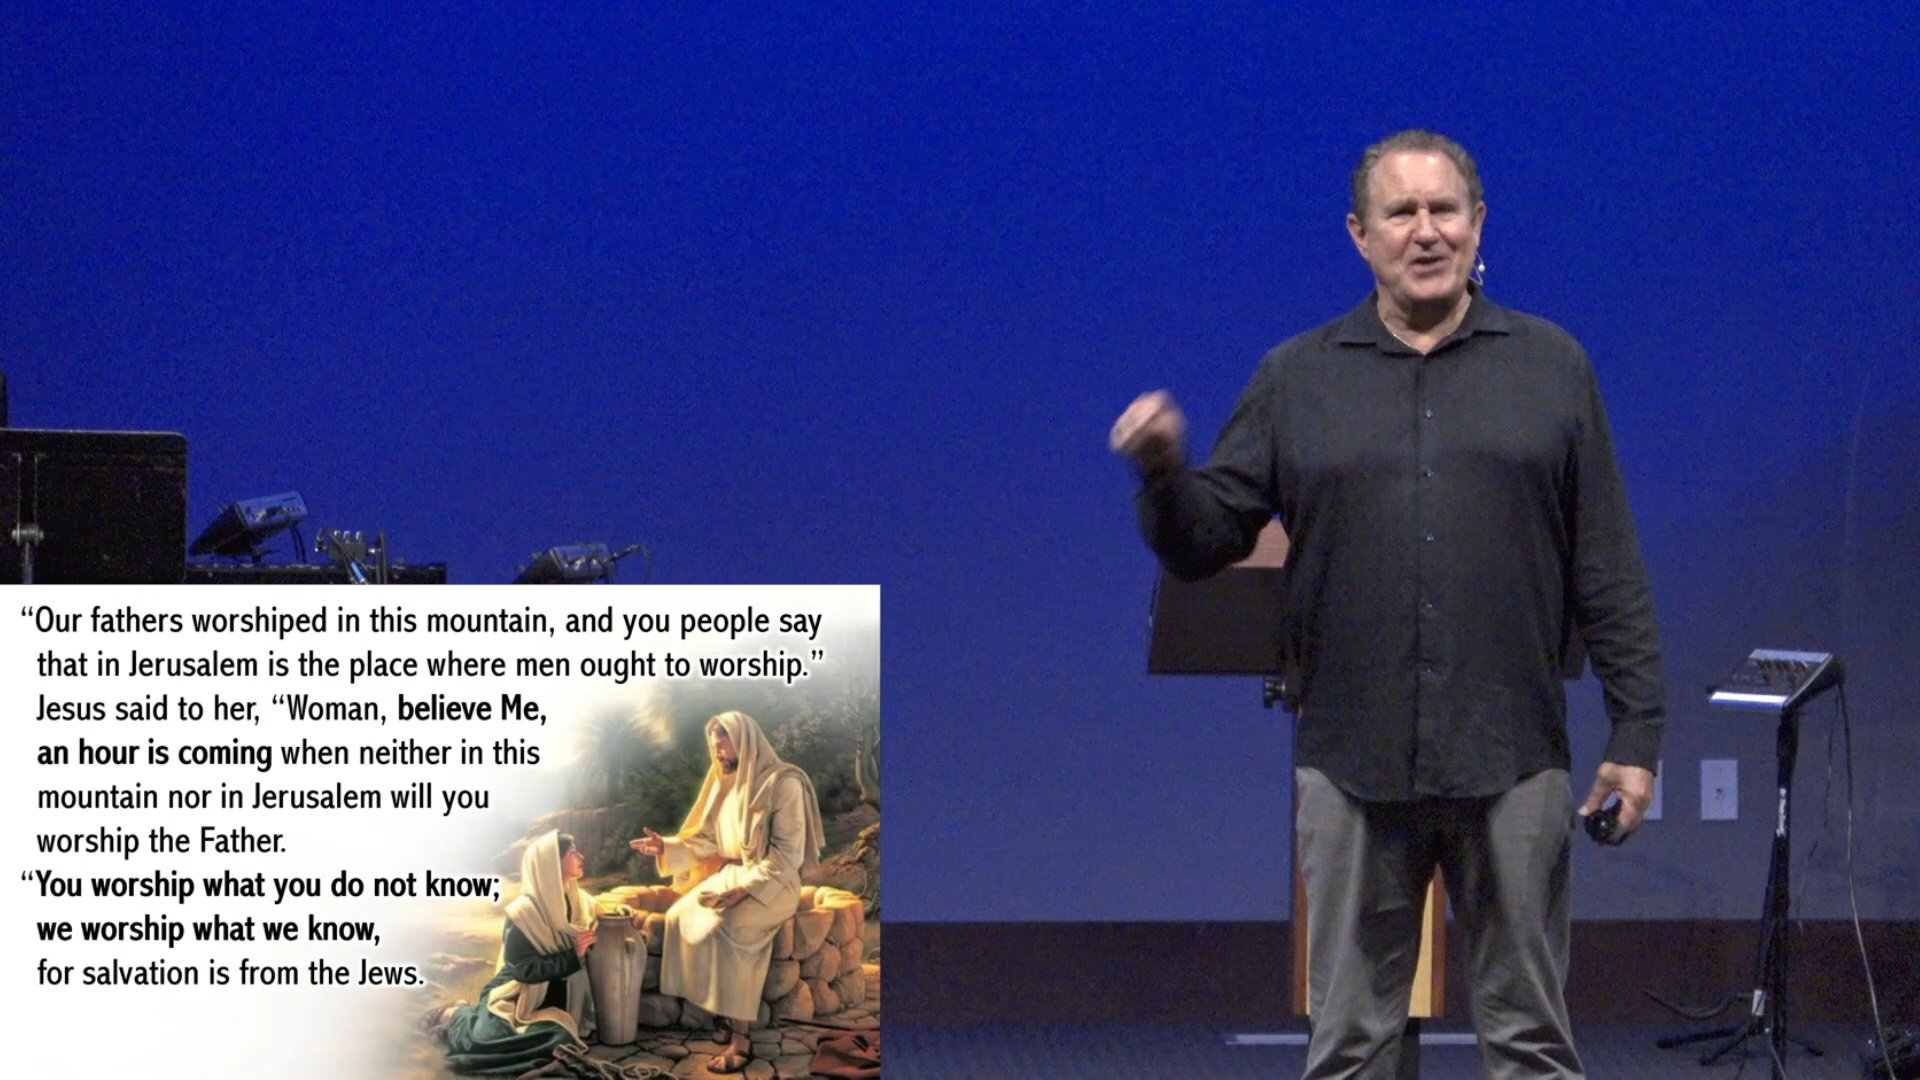 “Our fathers worshiped in this mountain, and you people say
that in Jerusalem is the place where men ought to worship.”
Jesus said to her, “Woman, believe Me,
an hour is coming when neither in this
mountain nor in Jerusalem will you
worship the Father.
“You worship what you do not know;
we worship what we know,
for salvation is from the Jews.